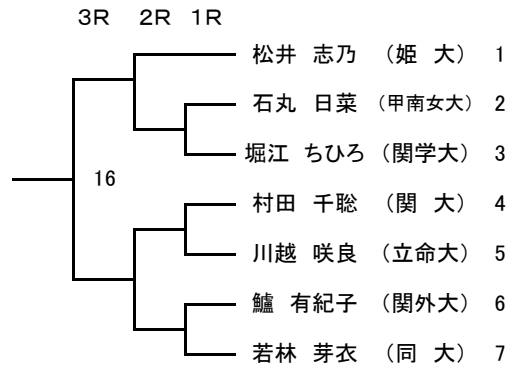 3R 2R 1R
松井 志乃 (姫 大) 1
石丸 日菜 (甲南女大) 2
堀江 ちひろ (関学大) 3
16
村田 千聡 (関 大) 4
川越 咲良 (立命大) 5
鱸 有紀子 (関外大) 6
若林 芽衣 (同 大) 7